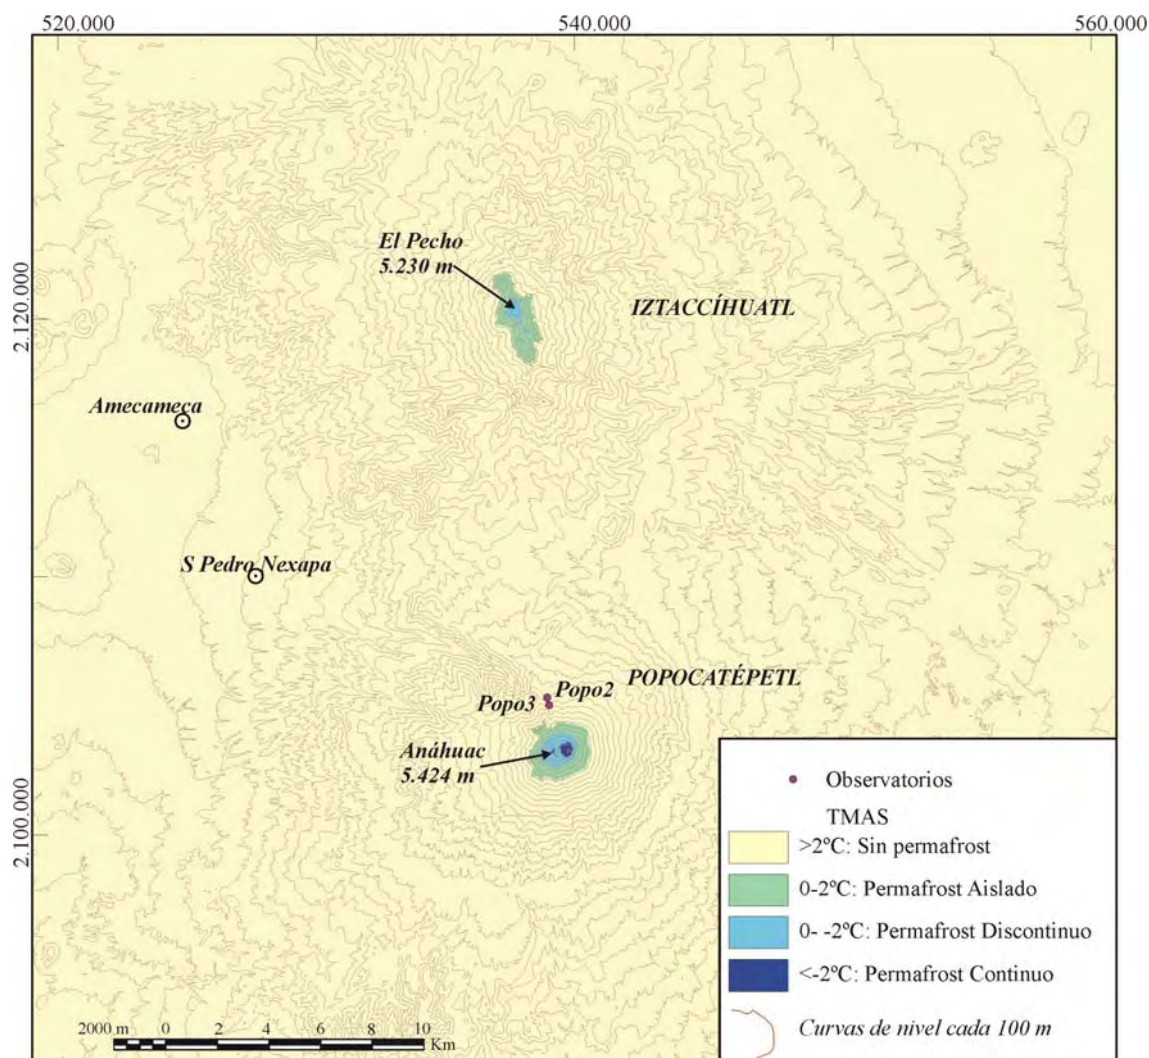 520.000
540.000
560.000
2.120.000
2.100.000
El Pecho
5.230 m
IZTACCÍHUATL
Amecameca
S Pedro Nexapa
POPOCATÉPETL
Popo2
Popo3
Anáhuac
5.424 m
Observatorios
TMAS
>2ºC: Sin permafrost
0-2ºC: Permafrost Aislado
0- -2ºC: Permafrost Discontinuo
<-2ºC: Permafrost Continuo
Curvas de nivel cada 100 m
2000 m 0 2 4 6 8 10
Km